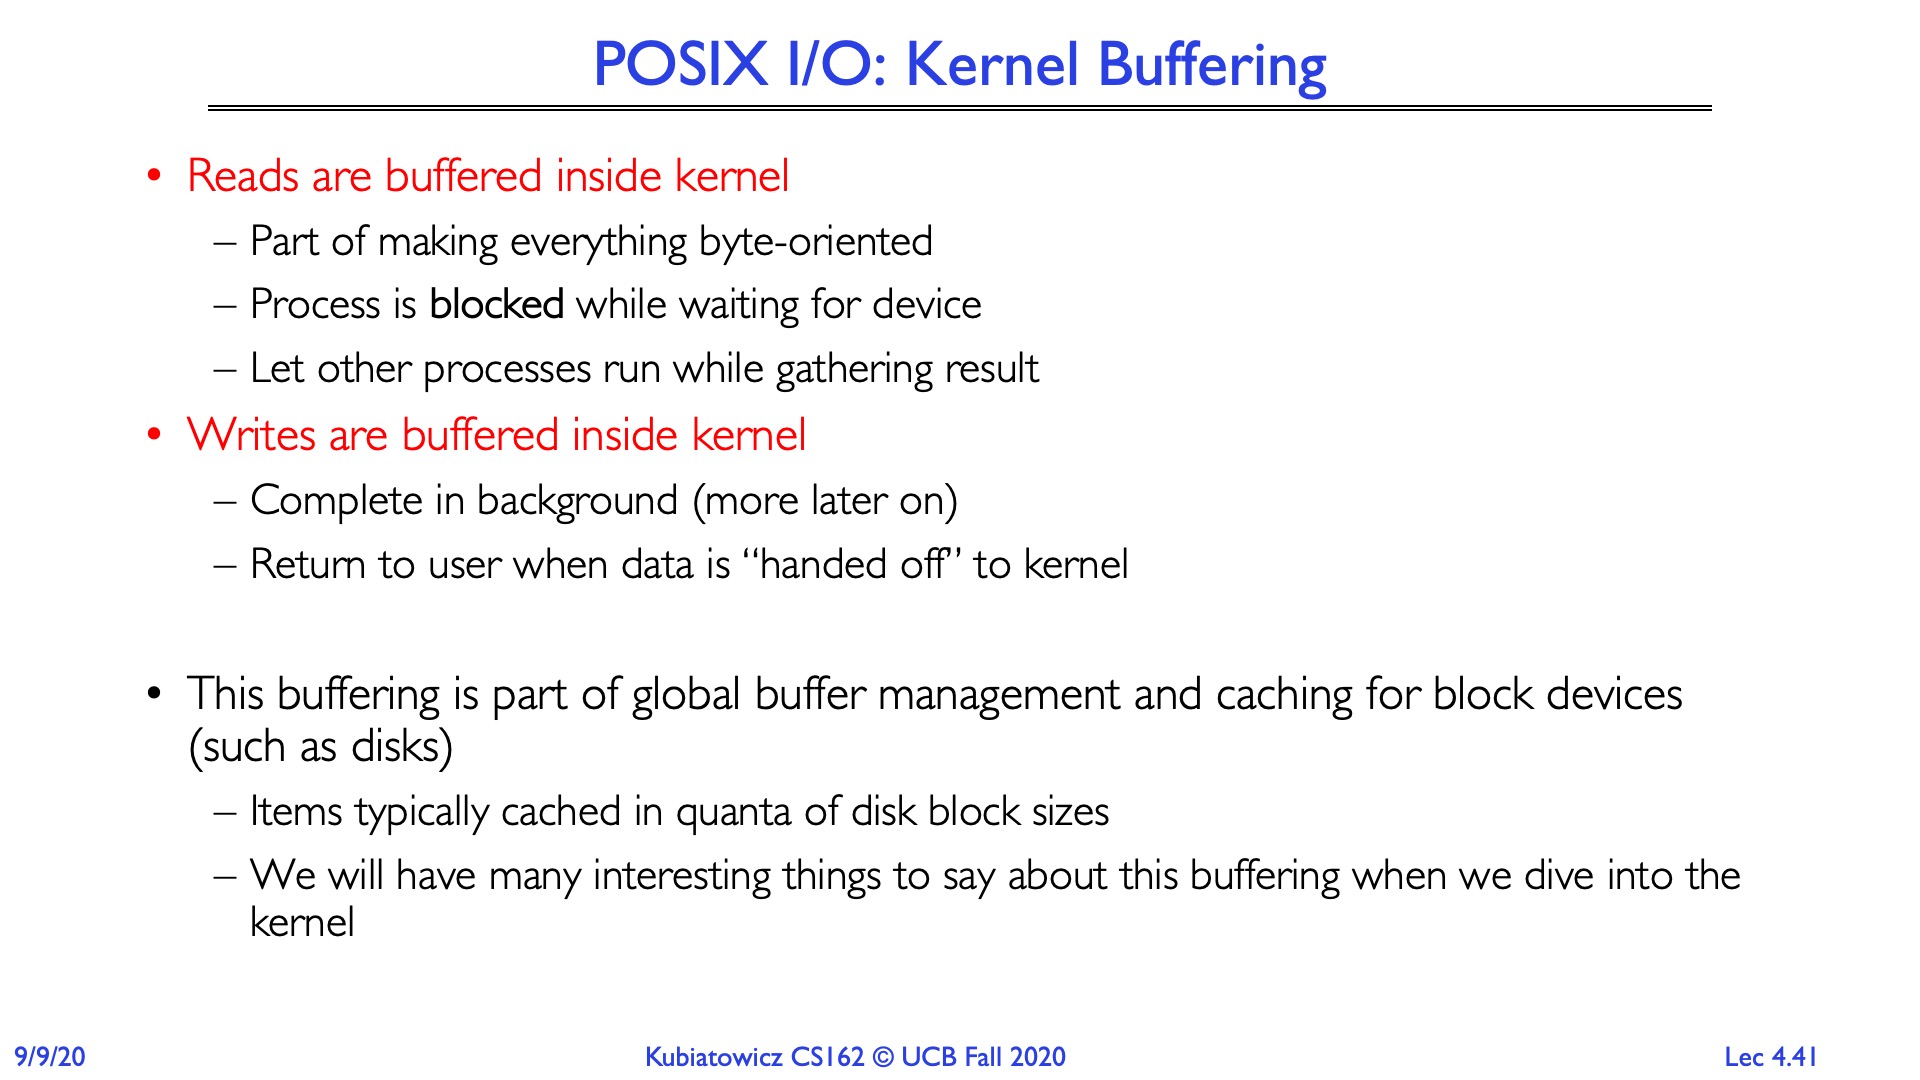 POSIX I/O: Kernel Buffering
• Reads are buffered inside kernel
– Part of making everything byte-oriented
– Process is blocked while waiting for device
– Let other processes run while gathering result
• Writes are buffered inside kernel
– Complete in background (more later on)
– Return to user when data is “handed off” to kernel
• This buffering is part of global buffer management and caching for block devices
(such as disks)
– Items typically cached in quanta of disk block sizes
– We will have many interesting things to say about this buffering when we dive into the
kernel
9/9/20
Kubiatowicz CS162 © UCB Fall 2020
Lec 4.41